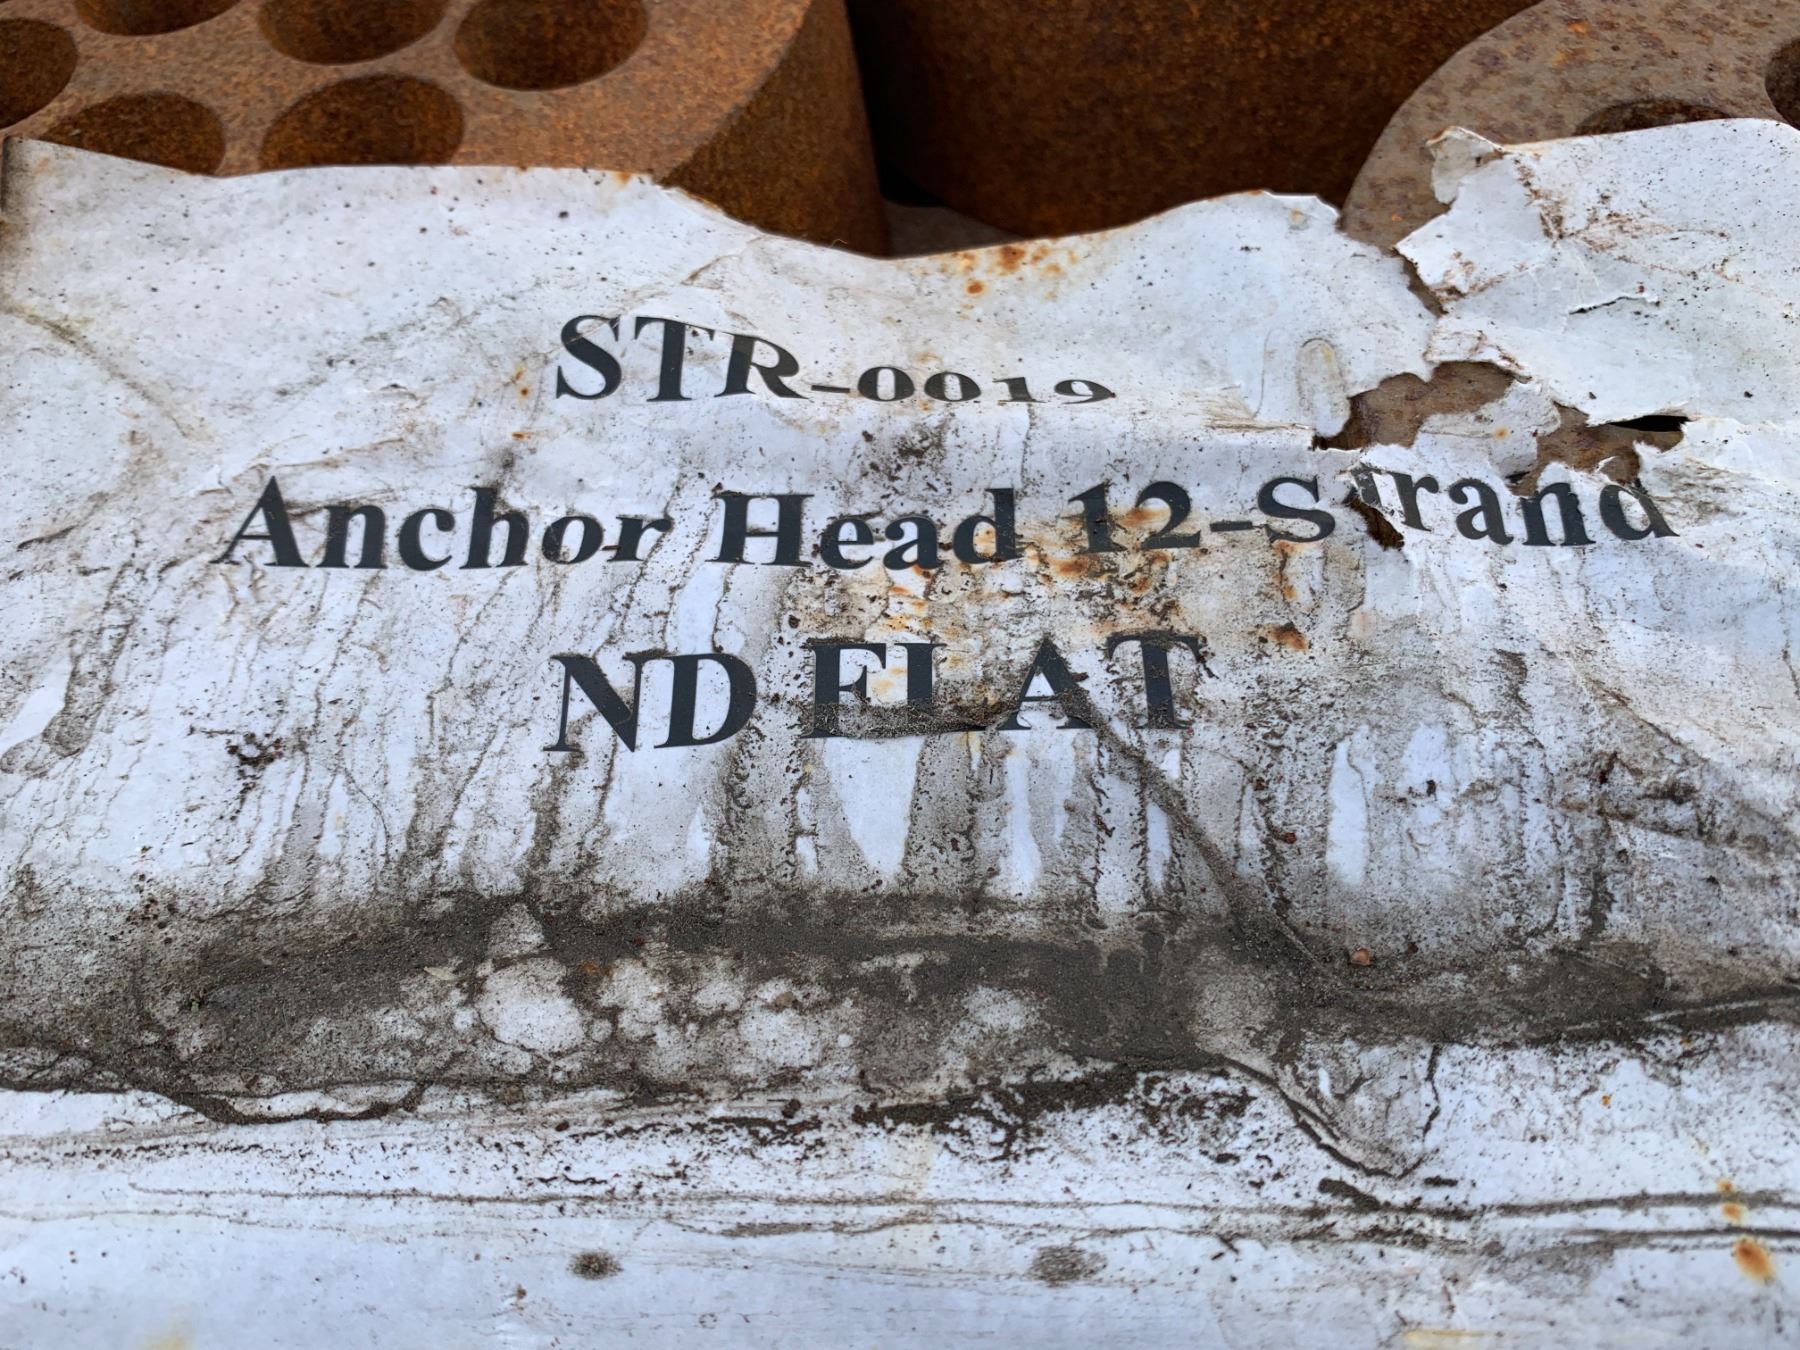 STR-0019
Anchor Head 12-Strand
ND FLAT